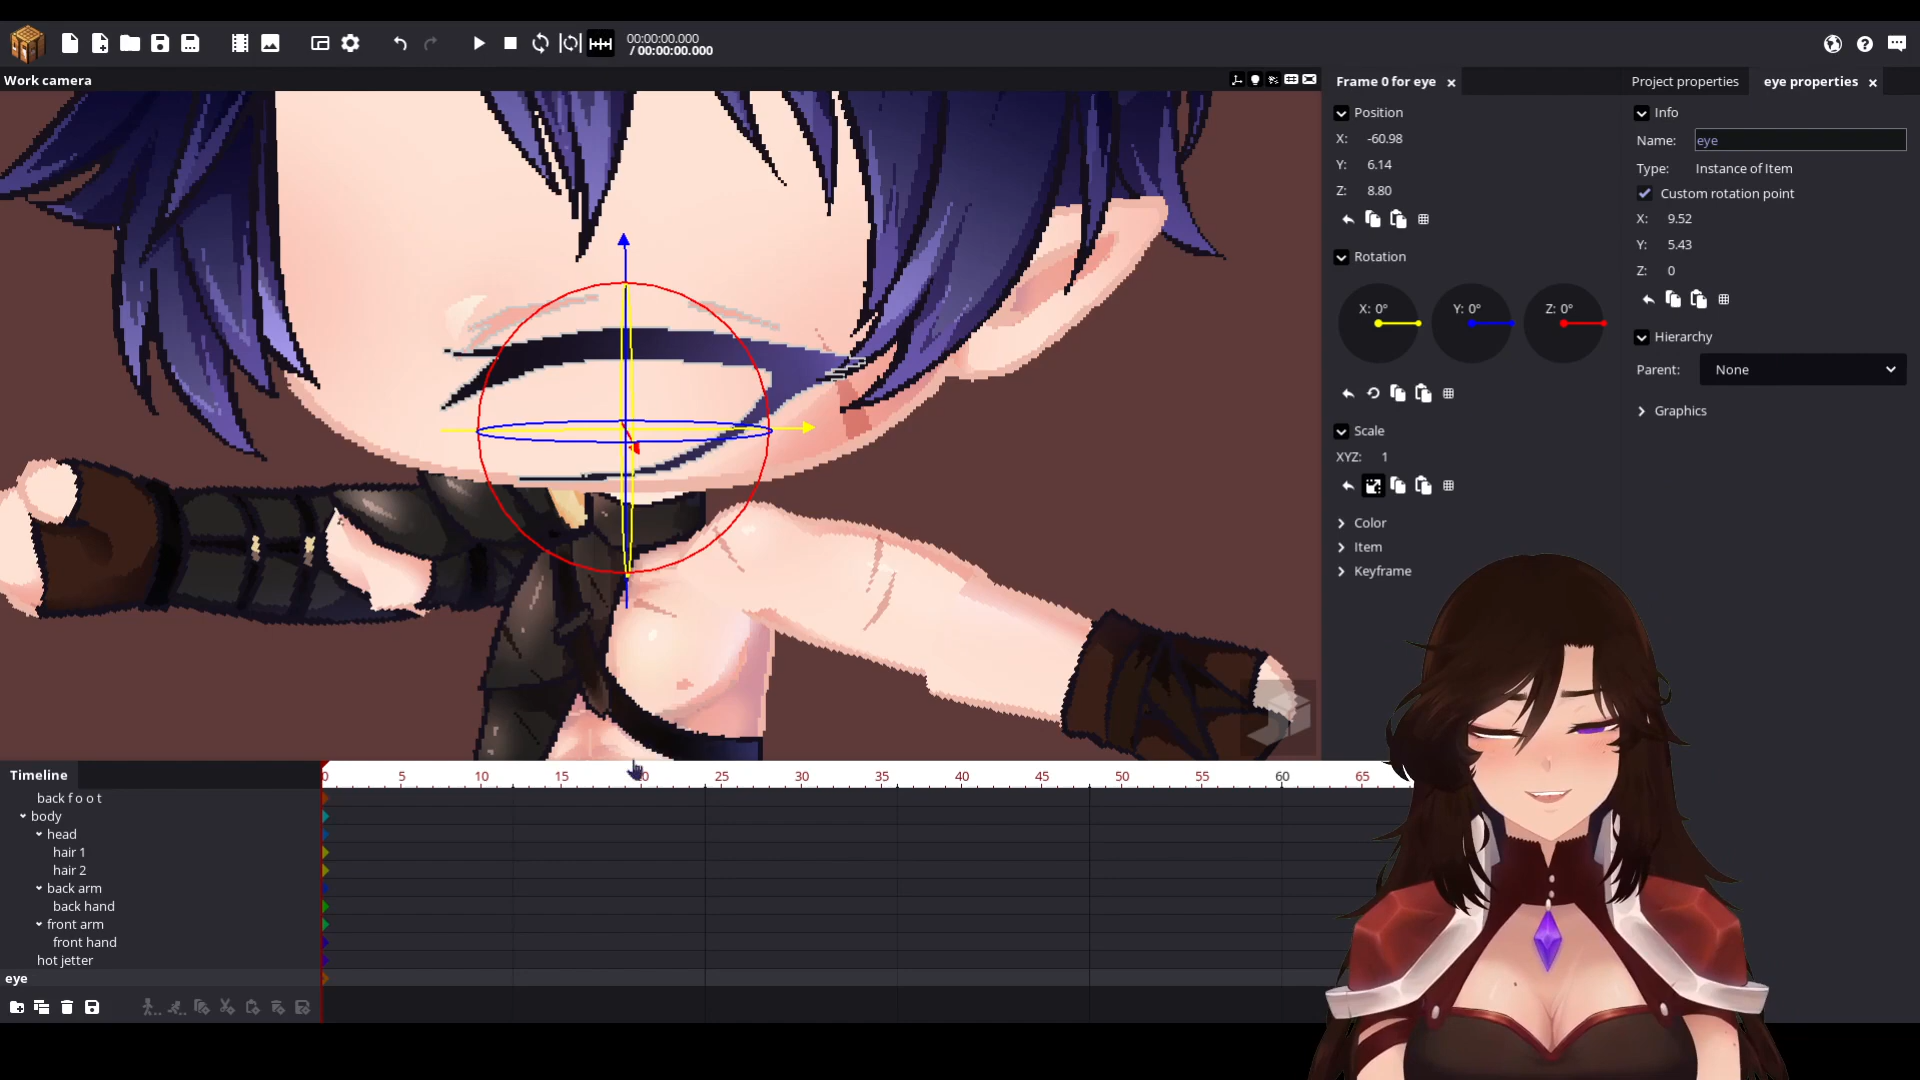 00:00:00.000
/ 00:00:00.000
Work camera
Frame 0 for eye
Position
X: -60.98
Y: 6.14
Z: 8.80
Rotation
X: 0° Y: 0° Z: 0°
Scale
XYZ: 1
Color
Item
Keyframe
Project properties eye properties
Info
Name: eye
Type: Instance of Item
Custom rotation point
X: 9.52
Y: 5.43
Z: 0
Hierarchy
Parent: None
Graphics
Timeline
0 5 10 15 20 25 30 35 40 45 50 55 60 65
back f o o t
body
head
hair 1
hair 2
back arm
back hand
front arm
front hand
hot jetter
eye